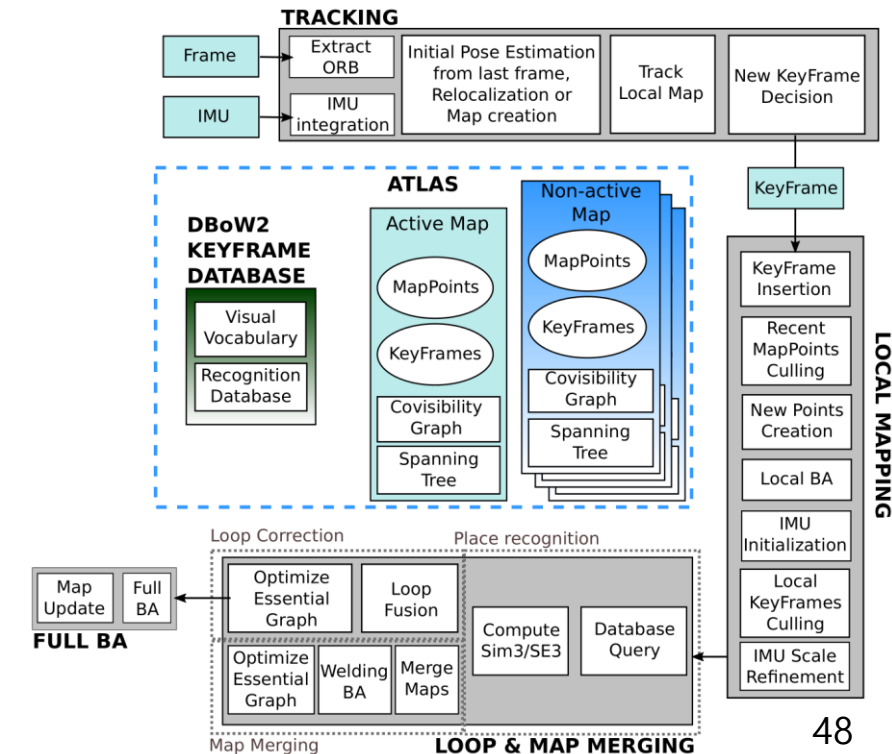 TRACKING
Frame
IMU
Extract
ORB
IMU
integration
Initial Pose Estimation
from last frame,
Relocalization or
Map creation
Track
Local Map
New KeyFrame
Decision
KeyFrame
ATLAS
DBoW2
KEYFRAME
DATABASE
Visual
Vocabulary
Recognition
Database
Active Map
MapPoints
KeyFrames
Covisibility
Graph
Spanning
Tree
Non-active
Map
MapPoints
KeyFrames
Covisibility
Graph
Spanning
Tree
LOCAL MAPPING
KeyFrame
Insertion
Recent
MapPoints
Culling
New Points
Creation
Local BA
IMU
Initialization
Local
KeyFrames
Culling
IMU Scale
Refinement
Loop Correction
Place recognition
Optimize
Essential
Graph
Loop
Fusion
Compute
Sim3/SE3
Database
Query
Map
Update
Full
BA
FULL BA
Optimize
Essential
Graph
Welding
BA
Merge
Maps
Map Merging
LOOP & MAP MERGING
48